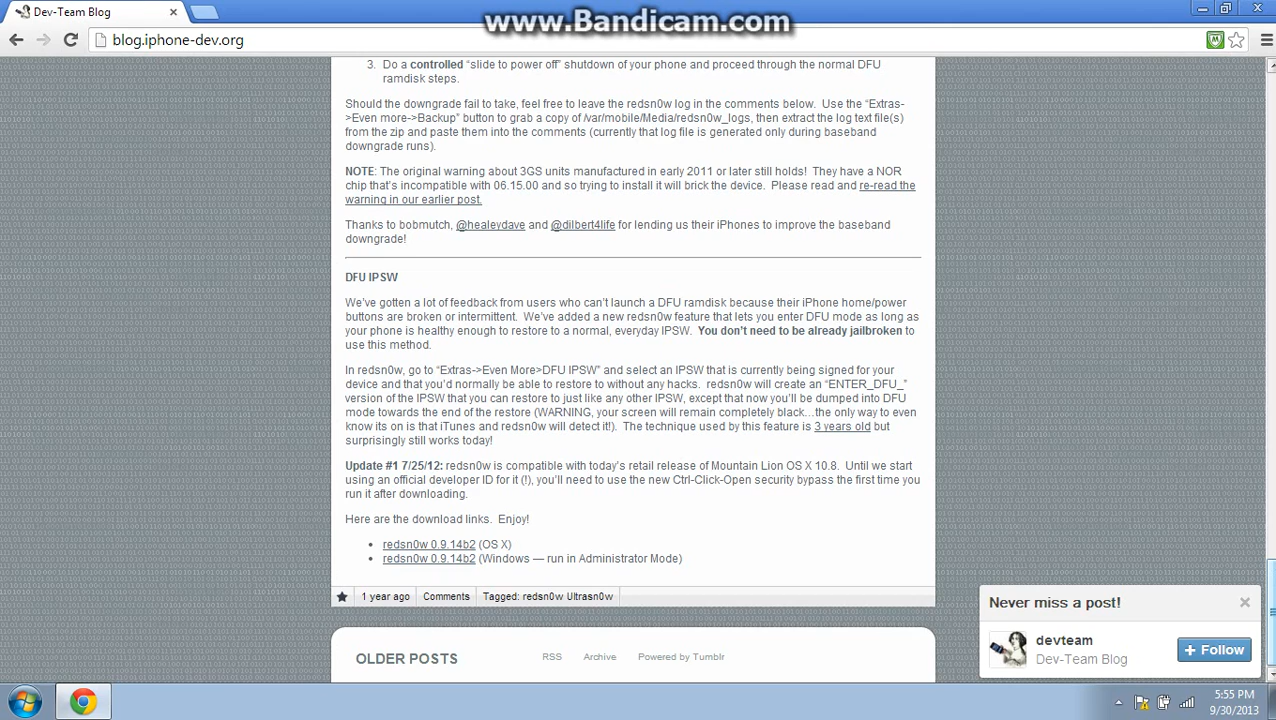 Dev-Team Blog
www.Bandicam.com
blog.iphone-dev.org
3. Do a controlled “slide to power off” shutdown of your phone and proceed through the normal DFU
ramdisk steps.
Should the downgrade fail to take, feel free to leave the redsn0w log in the comments below. Use the “Extras-
>Even more->Backup” button to grab a copy of /var/mobile/Media/redsn0w_logs, then extract the log text file(s)
from the zip and paste them into the comments (currently that log file is generated only during baseband
downgrade runs).
NOTE: The original warning about 3GS units manufactured in early 2011 or later still holds! They have a NOR
chip that’s incompatible with 06.15.00 and so trying to install it will brick the device. Please read and re-read the
warning in our earlier post.
Thanks to bobmutch, @healeydave and @dilbert4life for lending us their iPhones to improve the baseband
downgrade!
DFU IPSW
We’ve gotten a lot of feedback from users who can’t launch a DFU ramdisk because their iPhone home/power
buttons are broken or intermittent. We’ve added a new redsn0w feature that lets you enter DFU mode as long as
your phone is healthy enough to restore to a normal, everyday IPSW. You don’t need to be already jailbroken to
use this method.
In redsn0w, go to “Extras->Even More>DFU IPSW” and select an IPSW that is currently being signed for your
device and that you’d normally be able to restore to without any hacks. redsn0w will create an “ENTER_DFU_”
version of the IPSW that you can restore to just like any other IPSW, except that now you’ll be dumped into DFU
mode towards the end of the restore (WARNING, your screen will remain completely black…the only way to even
know its on is that iTunes and redsn0w will detect it!). The technique used by this feature is 3 years old but
surprisingly still works today!
Update #1 7/25/12: redsn0w is compatible with today’s retail release of Mountain Lion OS X 10.8. Until we start
using an official developer ID for it (!), you’ll need to use the new Ctrl-Click-Open security bypass the first time you
run it after downloading.
Here are the download links. Enjoy!
• redsn0w 0.9.14b2 (OS X)
• redsn0w 0.9.14b2 (Windows — run in Administrator Mode)
1 year ago Comments Tagged: redsn0w Ultrasn0w
OLDER POSTS RSS Archive Powered by Tumblr
Never miss a post!
devteam
Dev-Team Blog
+ Follow
5:55 PM
9/30/2013